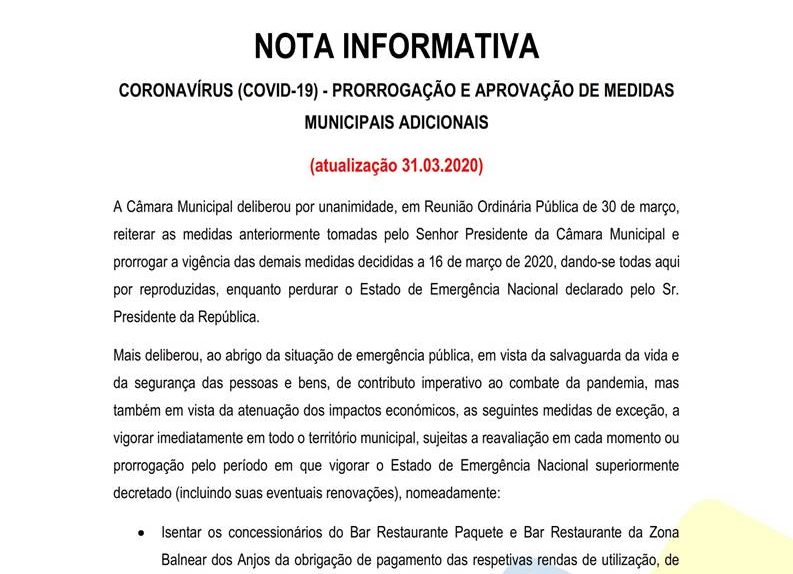 NOTA INFORMATIVA
CORONAVÍRUS (COVID-19) - PRORROGAÇÃO E APROVAÇÃO DE MEDIDAS
MUNICIPAIS ADICIONAIS
(atualização 31.03.2020)
A Câmara Municipal deliberou por unanimidade, em Reunião Ordinária Pública de 30 de março,
reiterar as medidas anteriormente tomadas pelo Senhor Presidente da Câmara Municipal e
prorrogar a vigência das demais medidas decididas a 16 de março de 2020, dando-se todas aqui
por reproduzidas, enquanto perdurar o Estado de Emergência Nacional declarado pelo Sr.
Presidente da República.
Mais deliberou, ao abrigo da situação de emergência pública, em vista da salvaguarda da vida e
da segurança das pessoas e bens, de contributo imperativo ao combate da pandemia, mas
também em vista da atenuação dos impactos económicos, as seguintes medidas de exceção, a
vigorar imediatamente em todo o território municipal, sujeitas a reavaliação em cada momento ou
prorrogação pelo período em que vigorar o Estado de Emergência Nacional superiormente
decretado (incluindo suas eventuais renovações), nomeadamente:
• Isentar os concessionários do Bar Restaurante Paquete e Bar Restaurante da Zona
Balnear dos Anjos da obrigação de pagamento das respetivas rendas de utilização, de